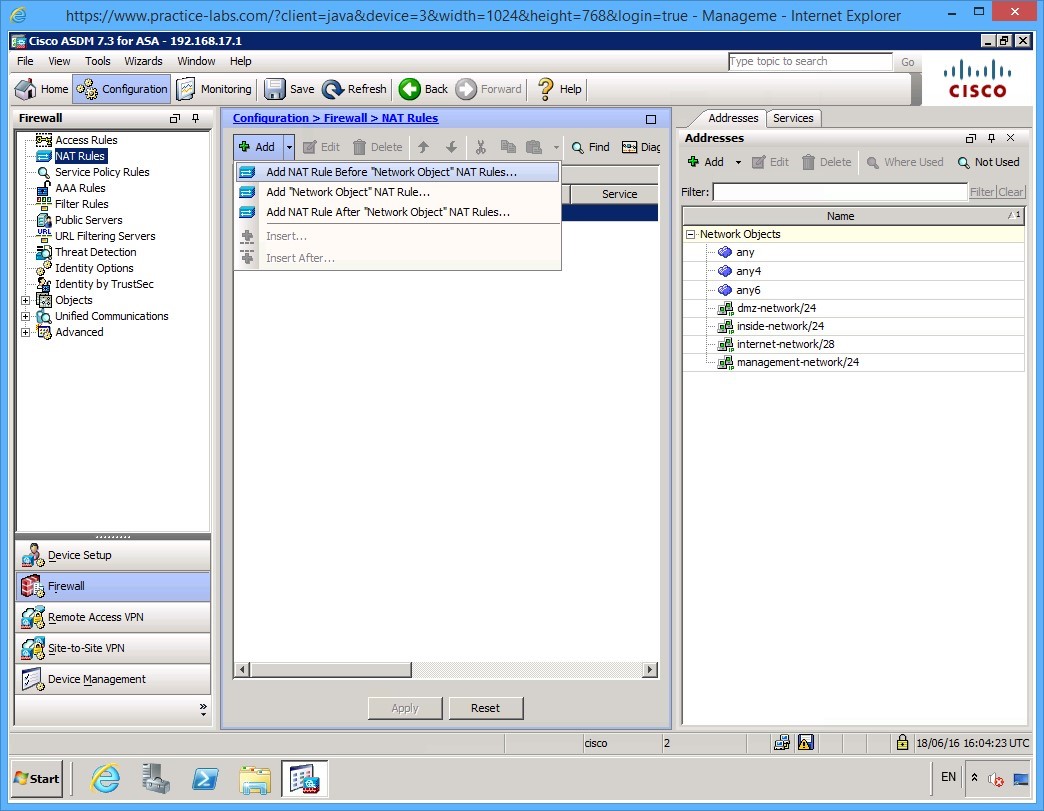 https://www.practice-labs.com/?client=java&device=3&width=1024&height=768&login=true - Manageme - Internet Explorer
Cisco ASDM 7.3 for ASA - 192.168.17.1
File View Tools Wizards Window Help
Type topic to search
Go
Home Configuration Monitoring Save Refresh Back Forward Help
CISCO
Firewall
Access Rules
NAT Rules
Service Policy Rules
AAA Rules
Filter Rules
Public Servers
URL
URL Filtering Servers
Threat Detection
Identity Options
Identity by TrustSec
Objects
Unified Communications
Advanced
Device Setup
Firewall
Remote Access VPN
Site-to-Site VPN
Device Management
Configuration > Firewall > NAT Rules
Add Edit Delete Find Diag
Add NAT Rule Before "Network Object" NAT Rules...
Add "Network Object" NAT Rule...
Add NAT Rule After "Network Object" NAT Rules...
Insert...
Insert After...
Service
Apply Reset
Addresses Services
Addresses
Add Edit Delete Where Used Not Used
Filter: Filter Clear
Name 1
Network Objects
any
any4
any6
dmz-network/24
inside-network/24
internet-network/28
management-network/24
cisco 2 18/06/16 16:04:23 UTC
Start EN